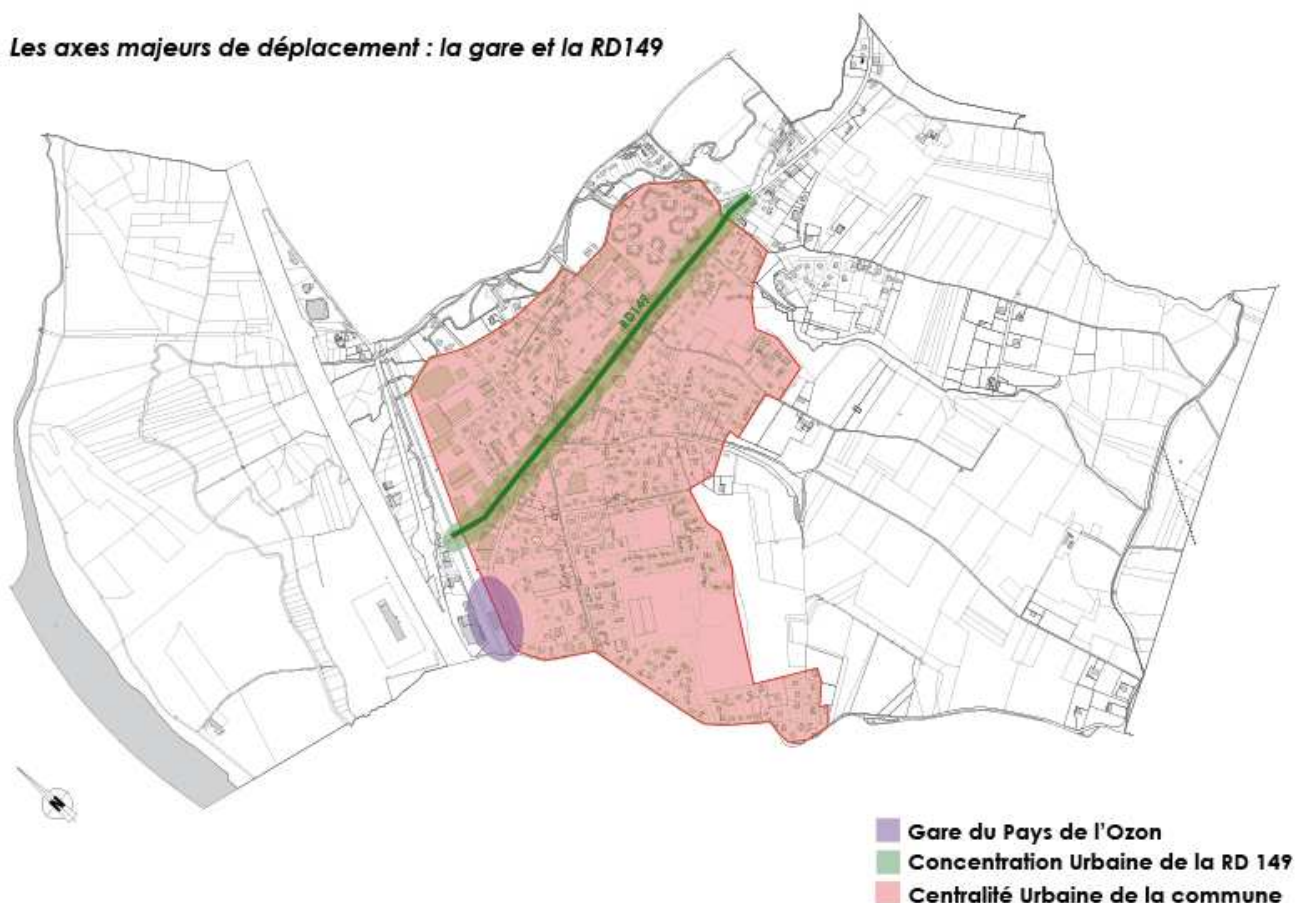 Les axes majeurs de déplacement : la gare et la RD149
RD149
N
Gare du Pays de l'Ozon
Concentration Urbaine de la RD 149
Centralité Urbaine de la commune